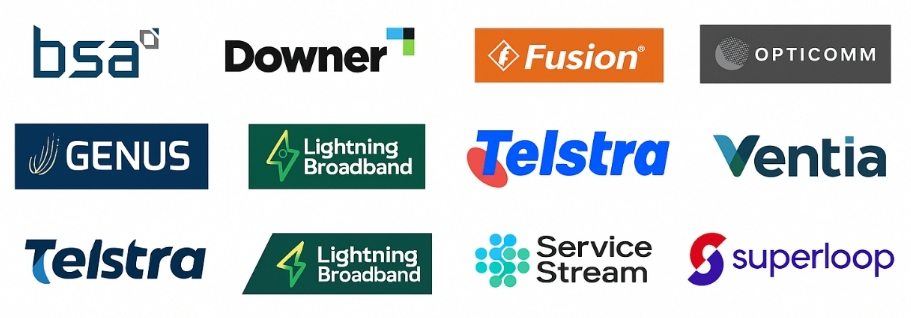 bsa
Downer
Fusion®
OPTICOMM
GENUS
Lightning
Broadband
Telstra
Ventia
Telstra
Lightning
Broadband
Service
Stream
superloop